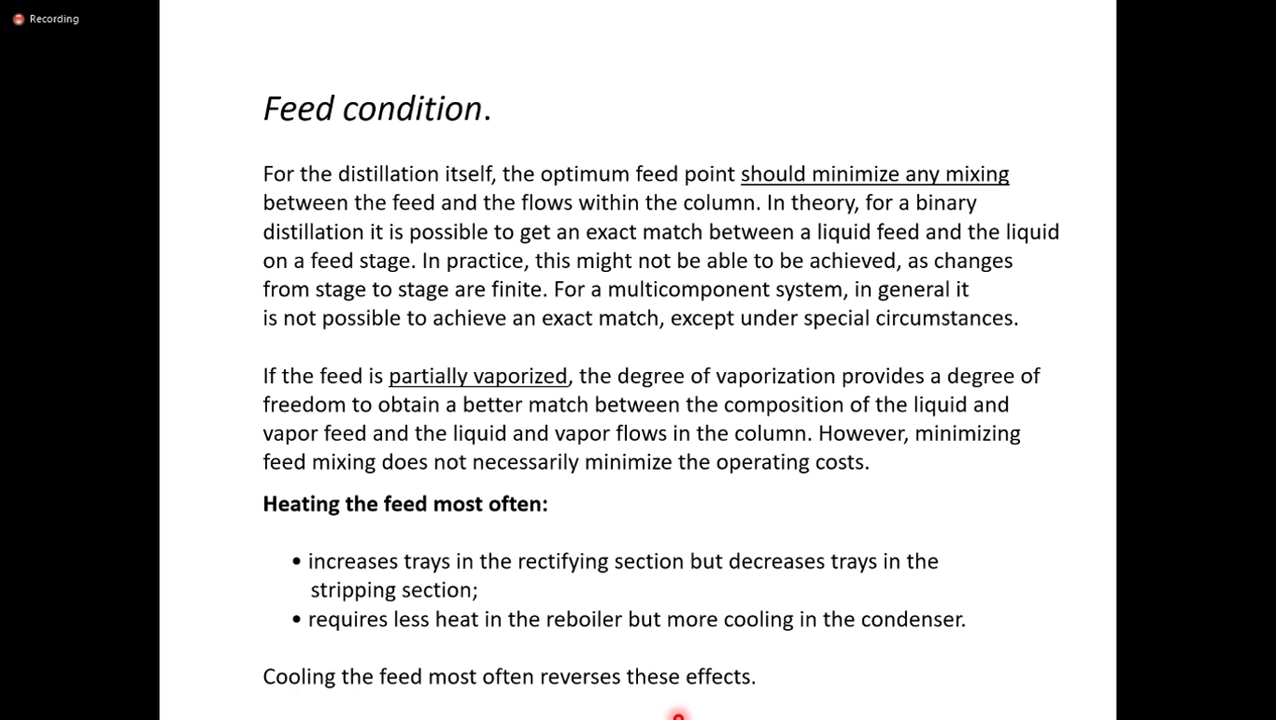 Recording
Feed condition.
For the distillation itself, the optimum feed point should minimize any mixing
between the feed and the flows within the column. In theory, for a binary
distillation it is possible to get an exact match between a liquid feed and the liquid
on a feed stage. In practice, this might not be able to be achieved, as changes
from stage to stage are finite. For a multicomponent system, in general it
is not possible to achieve an exact match, except under special circumstances.
If the feed is partially vaporized, the degree of vaporization provides a degree of
freedom to obtain a better match between the composition of the liquid and
vapor feed and the liquid and vapor flows in the column. However, minimizing
feed mixing does not necessarily minimize the operating costs.
Heating the feed most often:
• increases trays in the rectifying section but decreases trays in the
stripping section;
• requires less heat in the reboiler but more cooling in the condenser.
Cooling the feed most often reverses these effects.